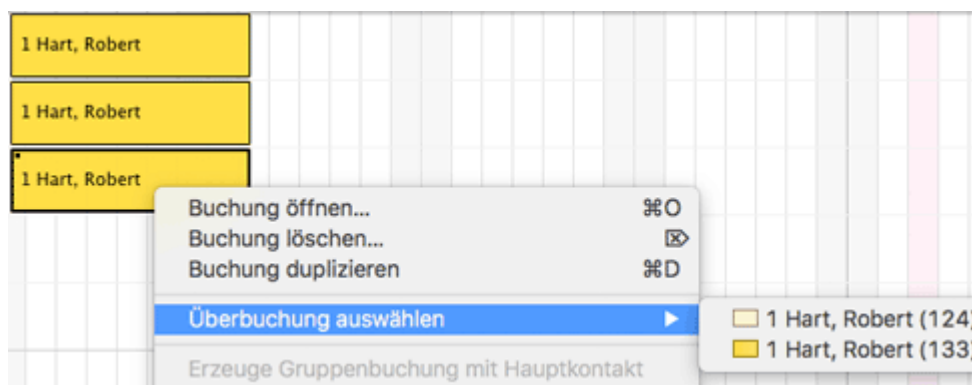 1 Hart, Robert
1 Hart, Robert
1 Hart, Robert
Buchung öffnen... ⌘O
Buchung löschen... ⌦
Buchung duplizieren ⌘D
Überbuchung auswählen ▶
1 Hart, Robert (124)
1 Hart, Robert (133)
Erzeuge Gruppenbuchung mit Hauptkontakt